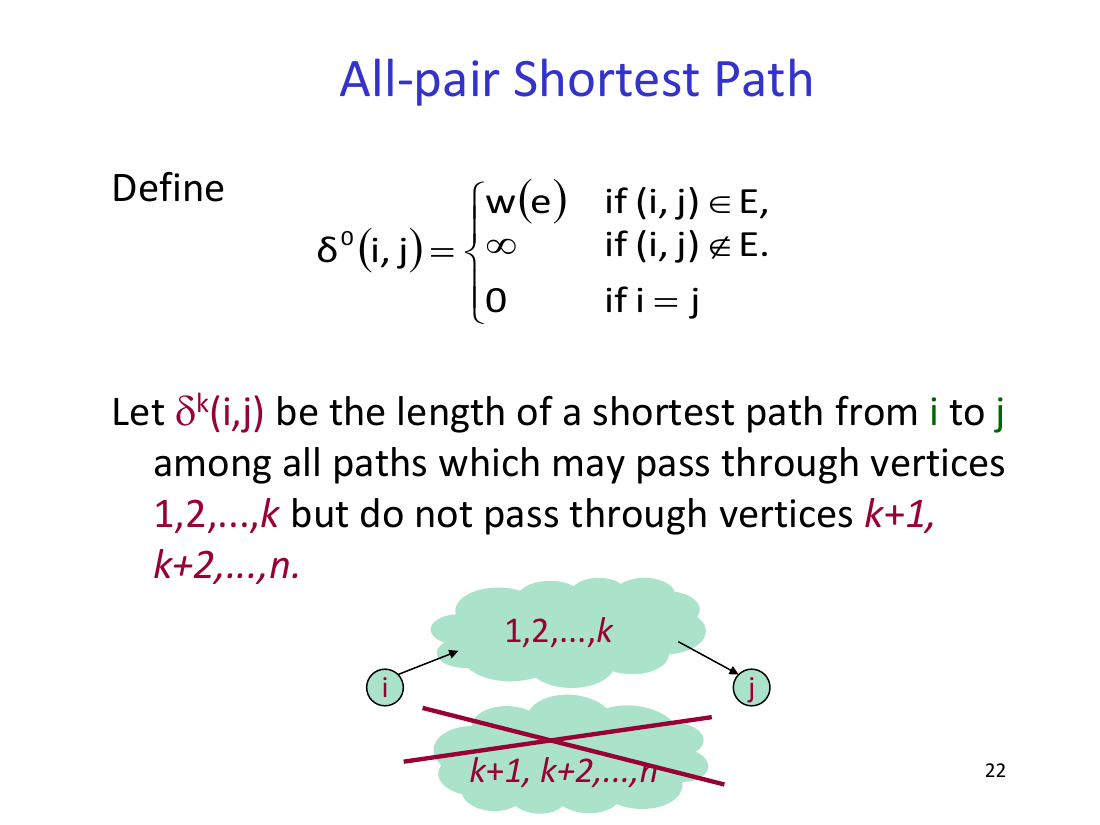 All-pair Shortest Path
Define
δ⁰(i, j) = { w(e) if (i, j) ∈ E,
∞ if (i, j) ∉ E.
0 if i = j
Let δᵏ(i,j) be the length of a shortest path from i to j
among all paths which may pass through vertices
1,2,...,k but do not pass through vertices k+1,
k+2,...,n.
1,2,...,k
i
j
k+1, k+2,...,n
22